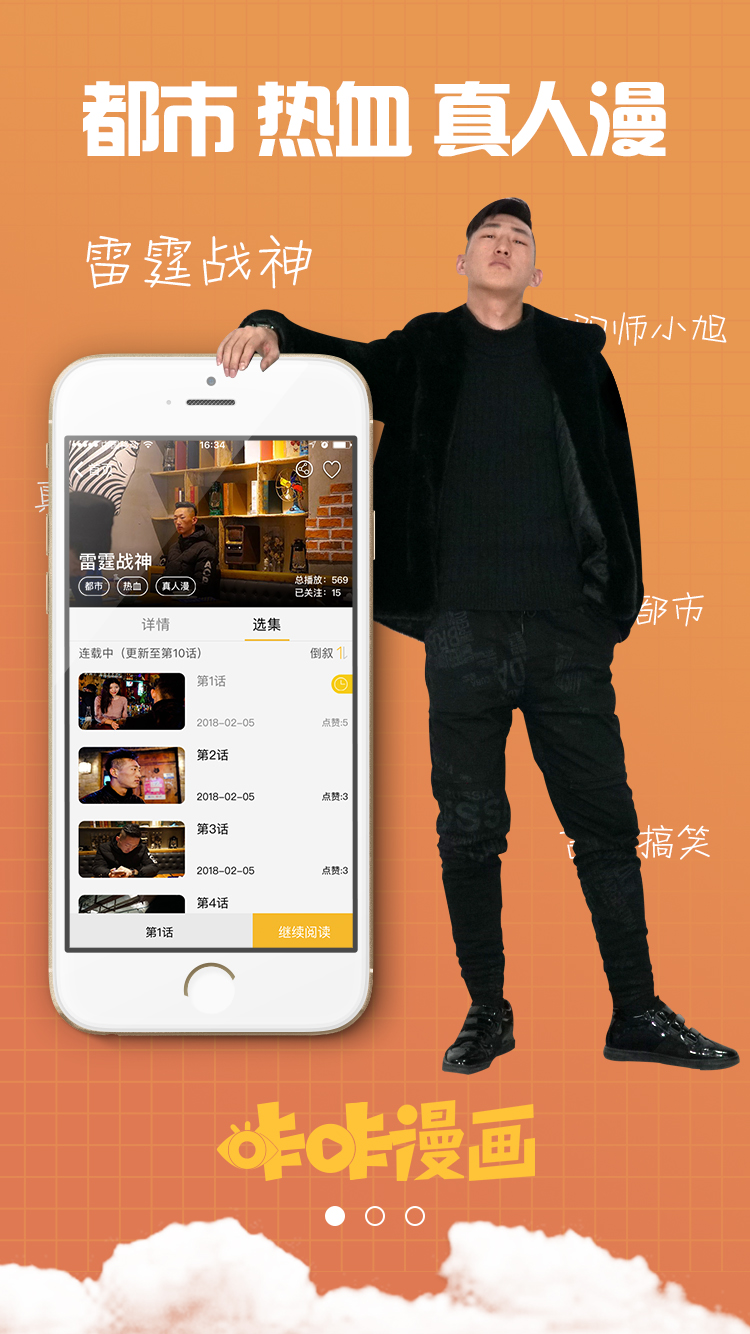 都市 热血 真人漫
雷霆战神
师小旭
16:34
雷霆战神
都市 热血 真人漫
总播放：569
已关注：15
详情 选集
连载中（更新至第10话） 倒叙
第1话
2018-02-05 点赞:5
第2话
2018-02-05 点赞:3
第3话
2018-02-05 点赞:3
第4话
第1话 继续阅读
都市
搞笑
咔咔漫画